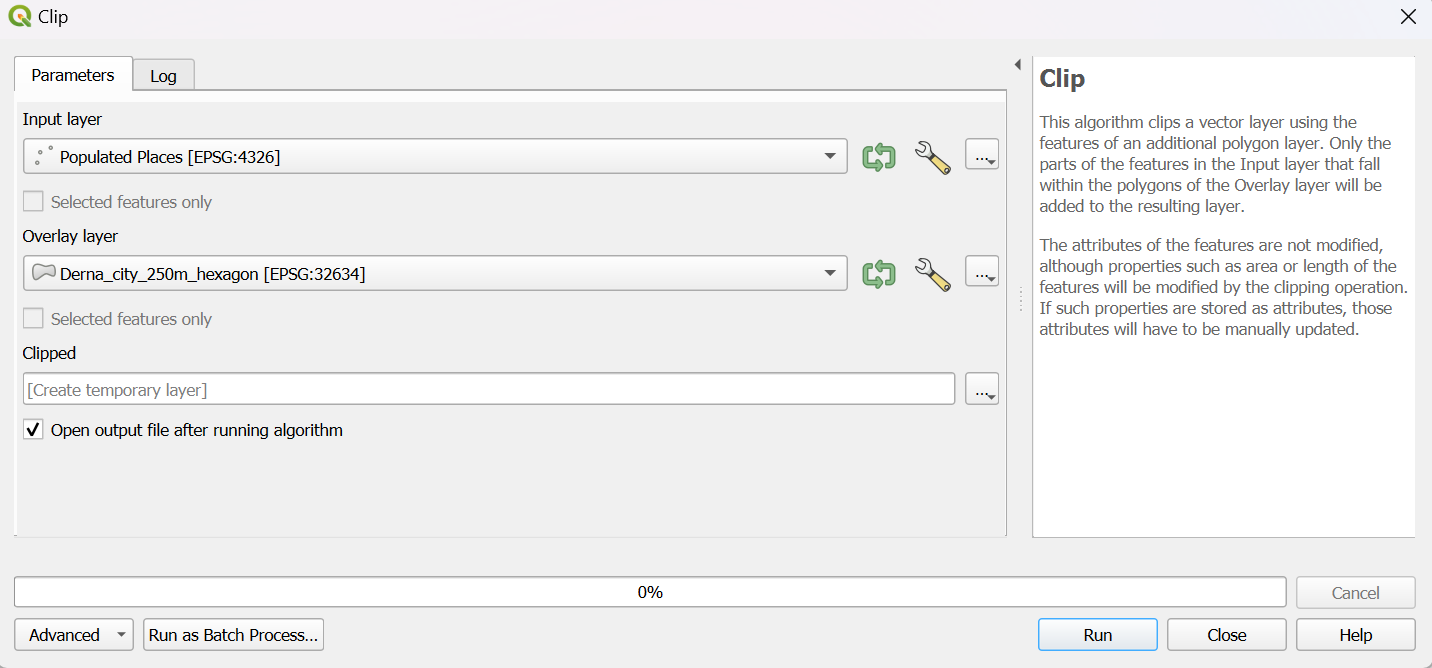 Clip
Parameters
Log
Input layer
Populated Places [EPSG:4326]
...
Selected features only
Overlay layer
Derna_city_250m_hexagon [EPSG:32634]
...
Selected features only
Clipped
[Create temporary layer]
...
Open output file after running algorithm
Clip
This algorithm clips a vector layer using the
features of an additional polygon layer. Only the
parts of the features in the Input layer that fall
within the polygons of the Overlay layer will be
added to the resulting layer.
The attributes of the features are not modified,
although properties such as area or length of the
features will be modified by the clipping operation.
If such properties are stored as attributes, those
attributes will have to be manually updated.
0%
Cancel
Advanced
Run as Batch Process...
Run
Close
Help